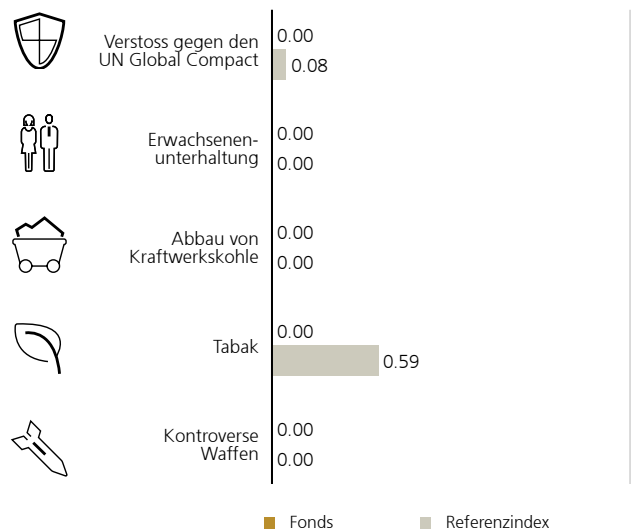 Verstoss gegen den
UN Global Compact
0.00
0.08
Erwachsenen-
unterhaltung
0.00
0.00
Abbau von
Kraftwerkskohle
0.00
0.00
Tabak
0.00
0.59
Kontroverse
Waffen
0.00
0.00
Fonds
Referenzindex